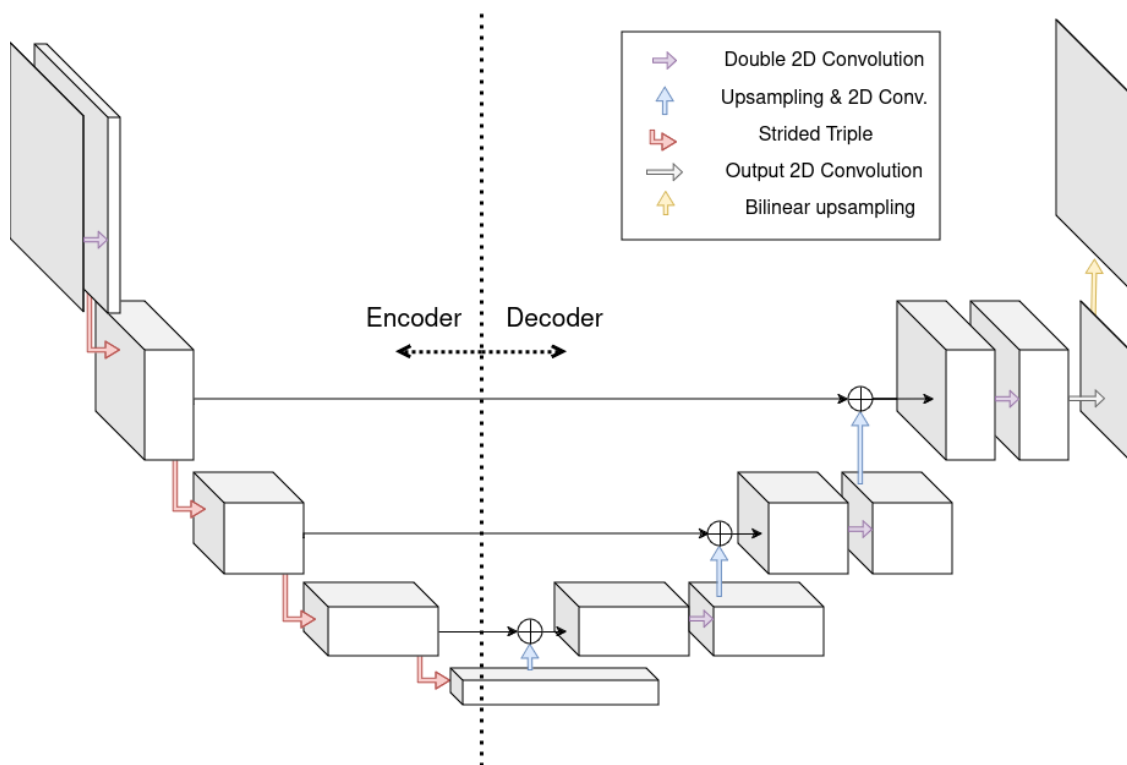 Double 2D Convolution
Upsampling & 2D Conv.
Strided Triple
Output 2D Convolution
Bilinear upsampling
Encoder
Decoder